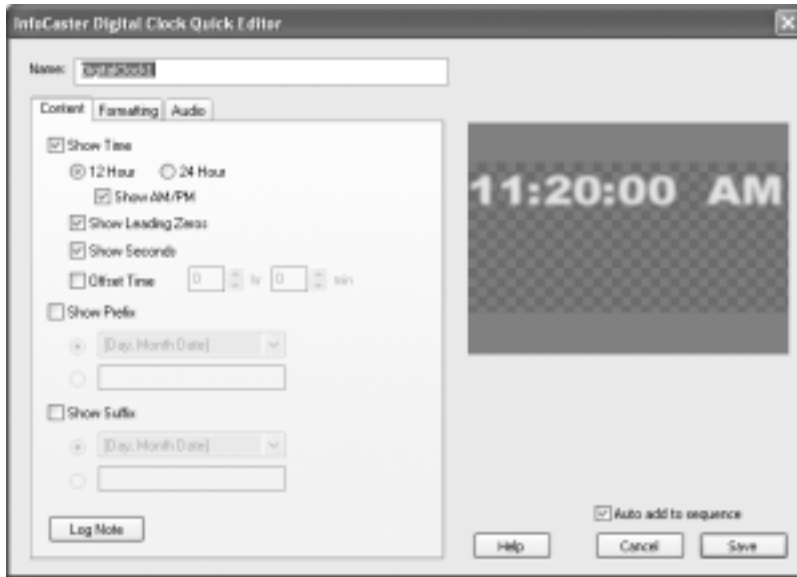 InfoCaster Digital Clock Quick Editor
Name: DigitalClock1
Content Formatting Audio
Show Time
12 Hour 24 Hour
Show AM/PM
Show Leading Zeros
Show Seconds
Offset Time 0 hr 0 min
Show Prefix
[Day, Month Date]
Show Suffix
[Day, Month Date]
Log Note
11:20:00 AM
Auto add to sequence
Help Cancel Save